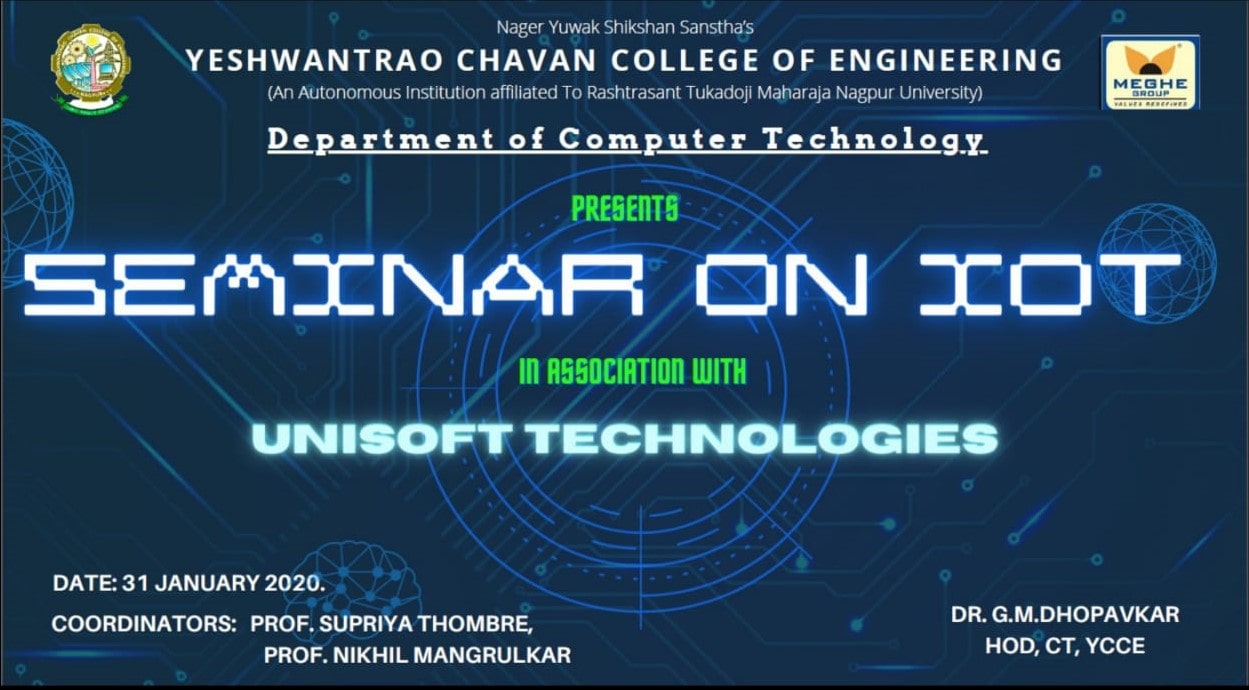 Nager Yuwak Shikshan Sanstha's
YESHWANTRAO CHAVAN COLLEGE OF ENGINEERING
(An Autonomous Institution affiliated To Rashtrasant Tukadoji Maharaja Nagpur University)
MEGHE
GROUP
VALUES REDEFINED
Department of Computer Technology
PRESENTS
SEMINAR ON IOT
IN ASSOCIATION WITH
UNISOFT TECHNOLOGIES
DATE: 31 JANUARY 2020.
COORDINATORS: PROF. SUPRIYA THOMBRE,
PROF. NIKHIL MANGRULKAR
DR. G.M.DHOPAVKAR
HOD, CT, YCCE